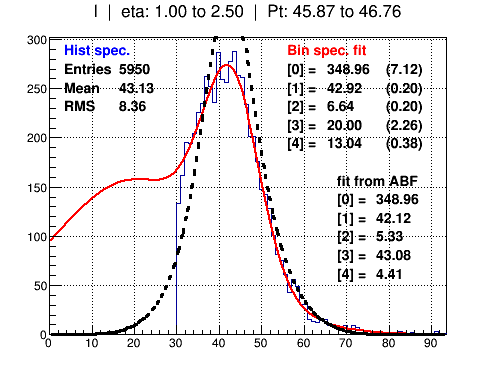 I | eta: 1.00 to 2.50 | Pt: 45.87 to 46.76
Hist spec.
Entries 5950
Mean 43.13
RMS 8.36
Bin spec. fit
[0] = 348.96 (7.12)
[1] = 42.92 (0.20)
[2] = 6.64 (0.20)
[3] = 20.00 (2.26)
[4] = 13.04 (0.38)
fit from ABF
[0] = 348.96
[1] = 42.12
[2] = 5.33
[3] = 43.08
[4] = 4.41
300
250
200
150
100
50
0
0 10 20 30 40 50 60 70 80 90